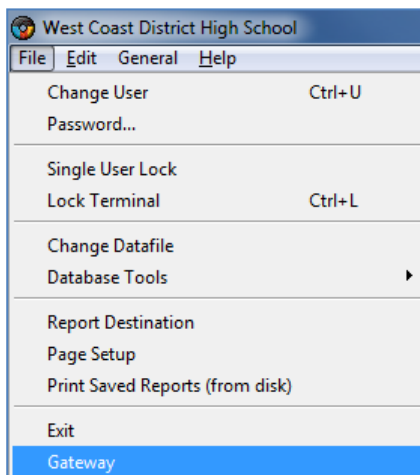 West Coast District High School
File Edit General Help
Change User Ctrl+U
Password...
Single User Lock
Lock Terminal Ctrl+L
Change Datafile
Database Tools
Report Destination
Page Setup
Print Saved Reports (from disk)
Exit
Gateway